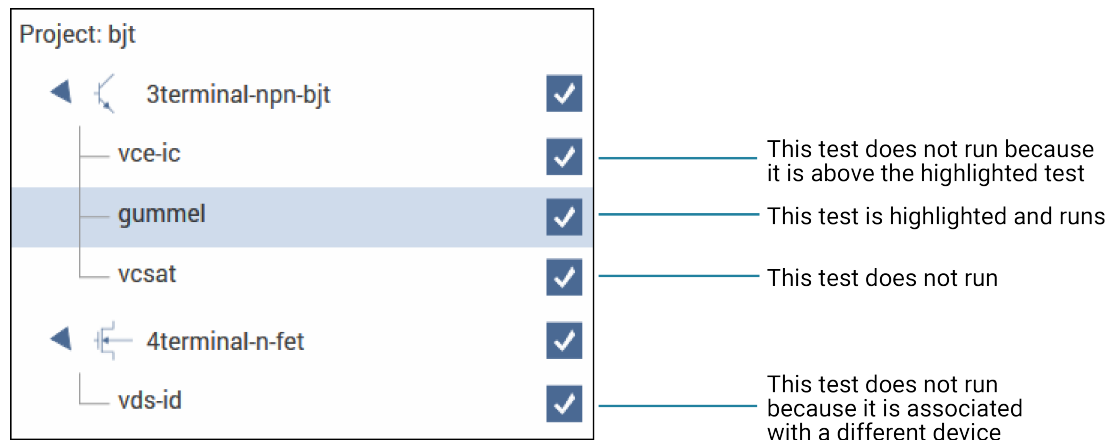 Project: bjt
3terminal-npn-bjt
vce-ic
This test does not run because
it is above the highlighted test
gummel
This test is highlighted and runs
vcsat
This test does not run
4terminal-n-fet
vds-id
This test does not run
because it is associated
with a different device